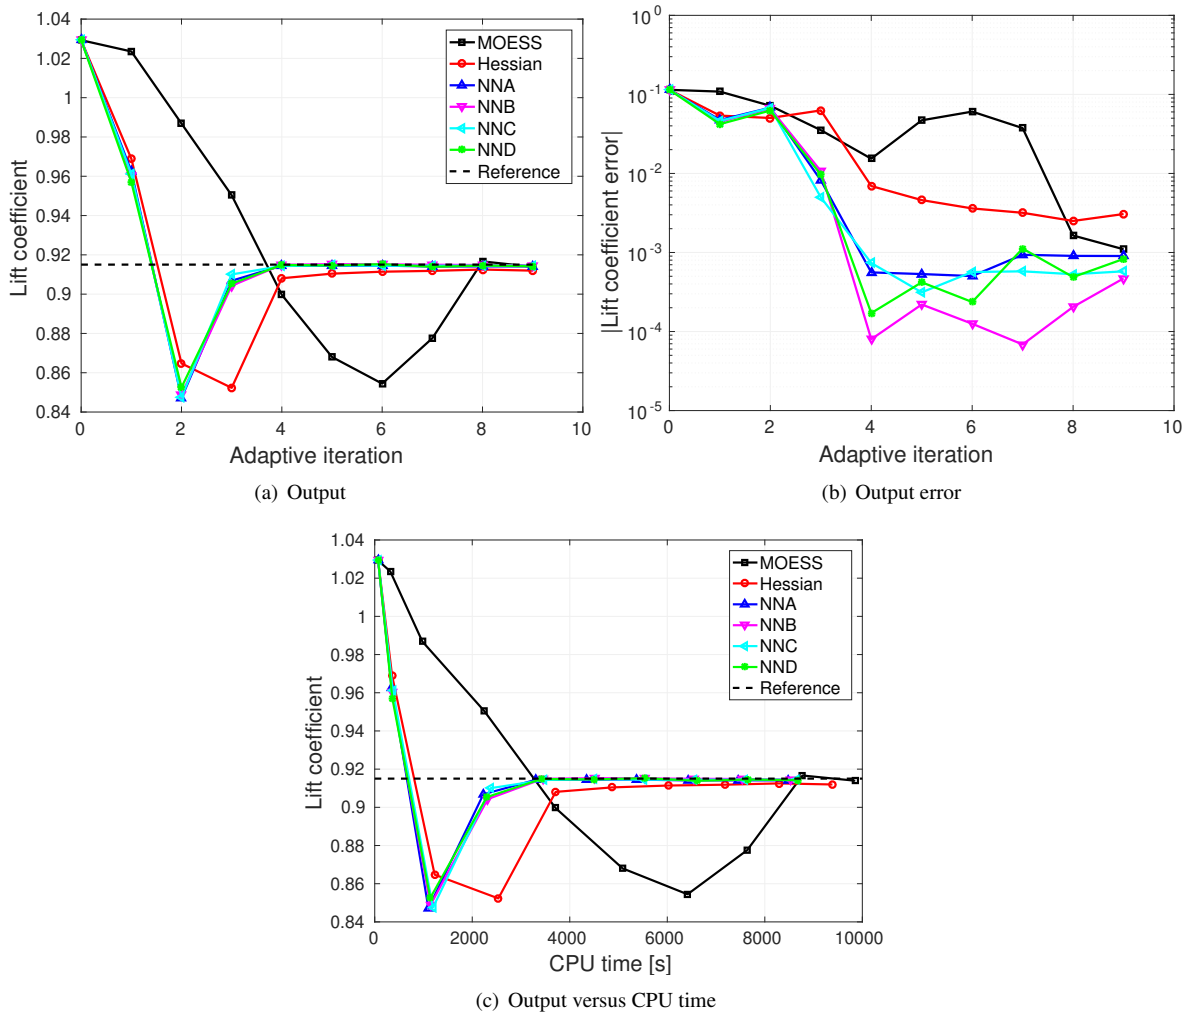 1.04
1.02
1
0.98
0.96
0.94
0.92
0.9
0.88
0.86
0.84
Lift coefficient
0 2 4 6 8 10
Adaptive iteration
MOESS
Hessian
NNA
NNB
NNC
NND
Reference
(a) Output
10^0
10^-1
10^-2
10^-3
10^-4
10^-5
|Lift coefficient error|
0 2 4 6 8 10
Adaptive iteration
(b) Output error
1.04
1.02
1
0.98
0.96
0.94
0.92
0.9
0.88
0.86
0.84
Lift coefficient
0 2000 4000 6000 8000 10000
CPU time [s]
MOESS
Hessian
NNA
NNB
NNC
NND
Reference
(c) Output versus CPU time